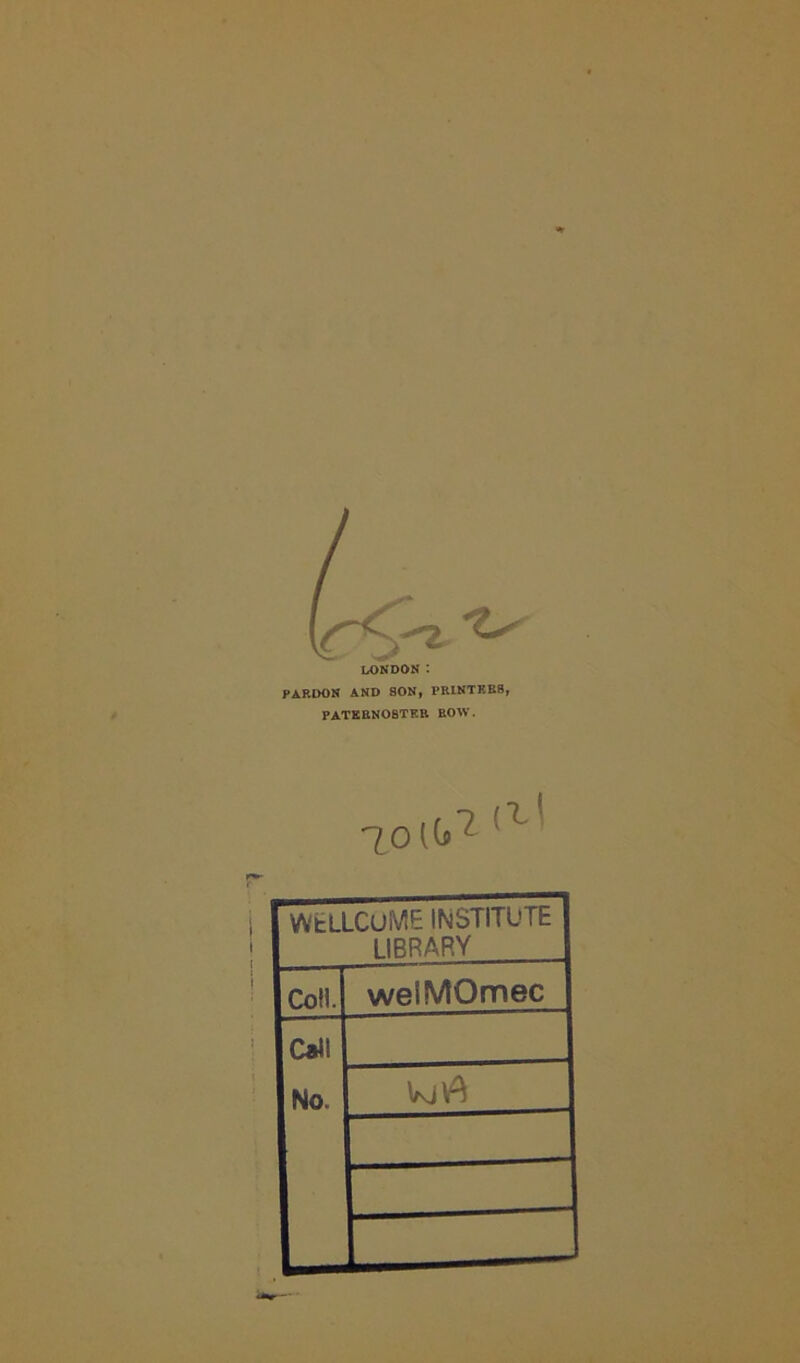 LONDON :
PARDON AND SON, PRINTERS,
PATERNOSTER ROW.
WELLCOME INSTITUTE
LIBRARY
Coll. welMOmec
Call
No. WA